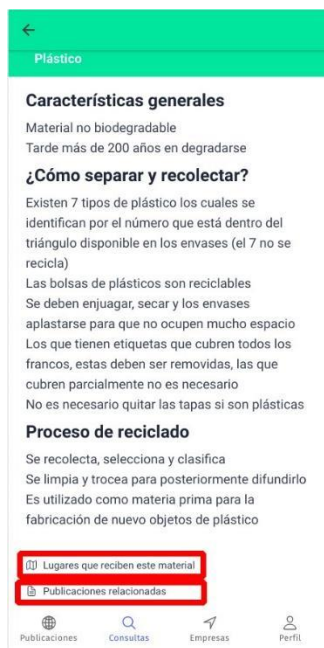 Plástico
Características generales
Material no biodegradable
Tarde más de 200 años en degradarse
¿Cómo separar y recolectar?
Existen 7 tipos de plástico los cuales se
identifican por el número que está dentro del
triángulo disponible en los envases (el 7 no se
recicla)
Las bolsas de plásticos son reciclables
Se deben enjuagar, secar y los envases
aplastarse para que no ocupen mucho espacio
Los que tienen etiquetas que cubren todos los
francos, estas deben ser removidas, las que
cubren parcialmente no es necesario
No es necesario quitar las tapas si son plásticas
Proceso de reciclado
Se recolecta, selecciona y clasifica
Se limpia y trocea para posteriormente difundirlo
Es utilizado como materia prima para la
fabricación de nuevo objetos de plástico
Lugares que reciben este material
Publicaciones relacionadas
Publicaciones Consultas Empresas Perfil